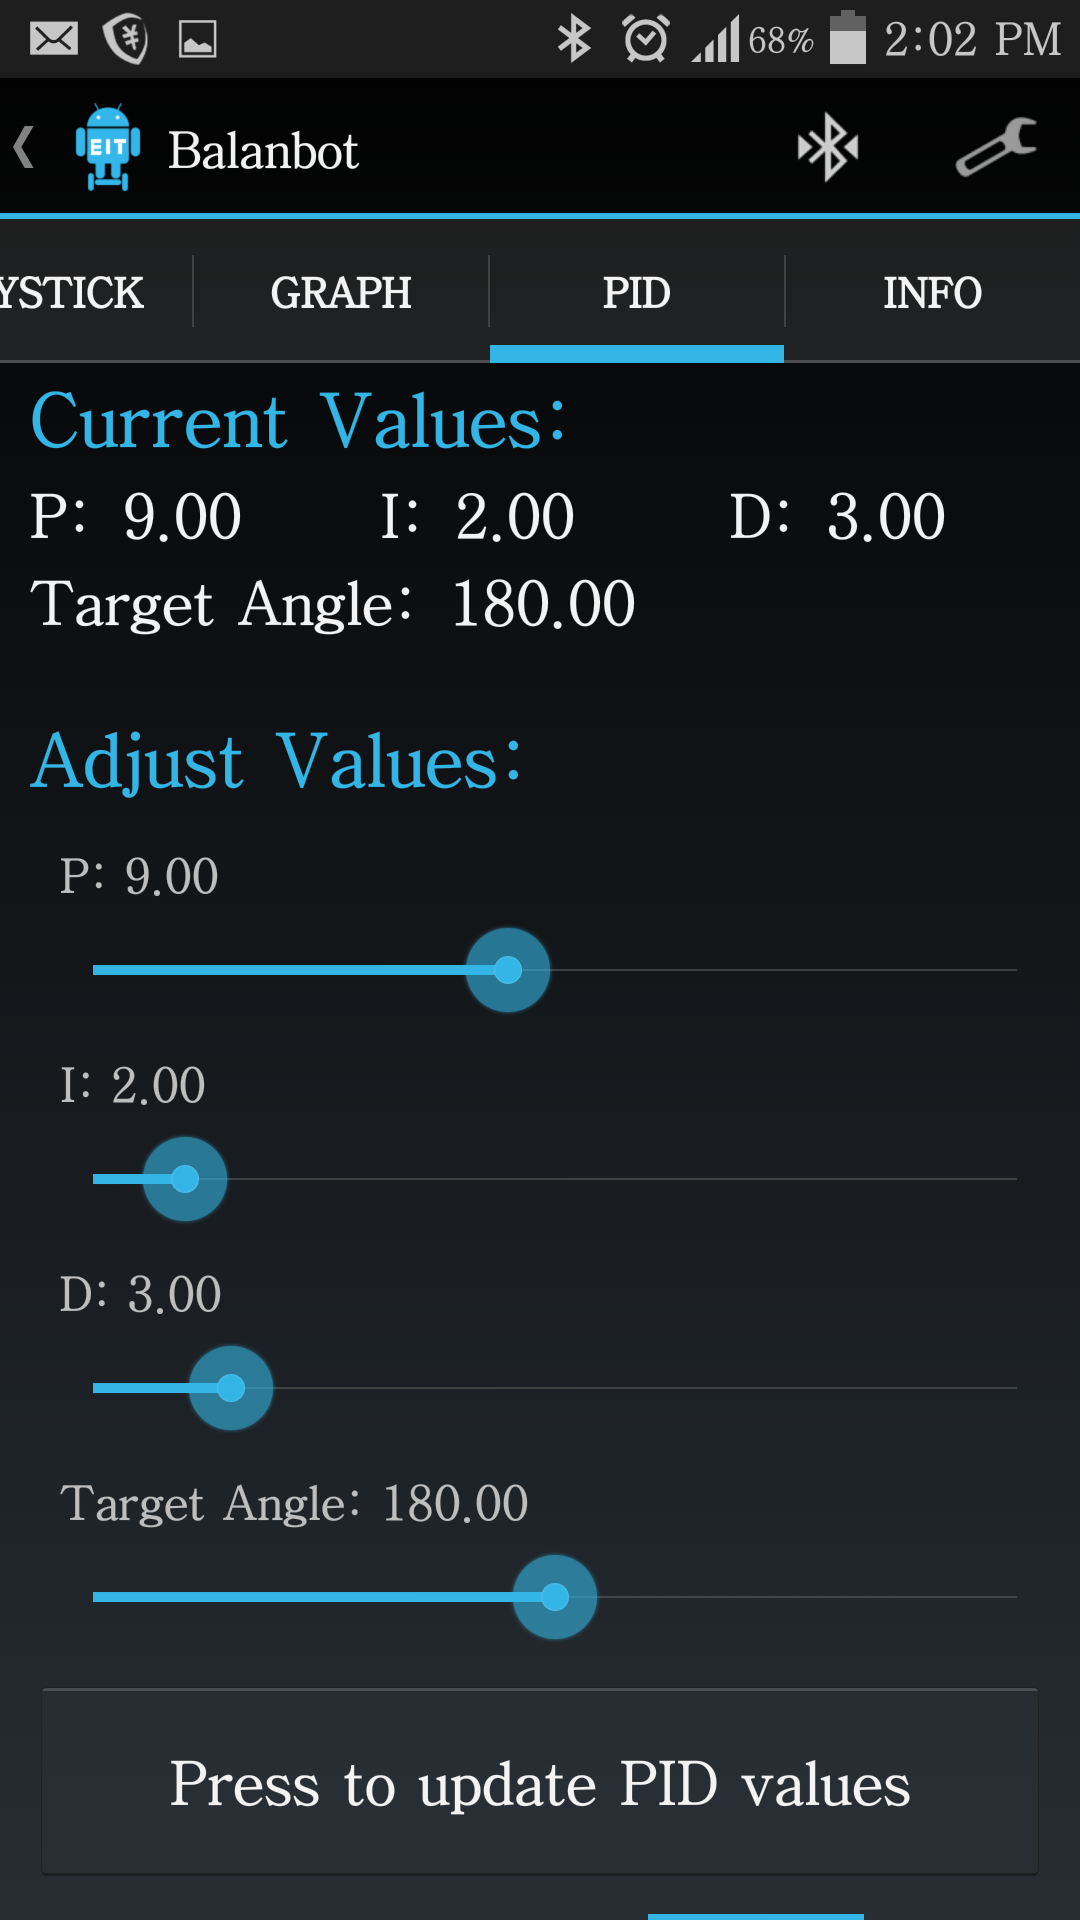 68% 2:02 PM
EIT Balanbot
YSTICK GRAPH PID INFO
Current Values:
P: 9.00 I: 2.00 D: 3.00
Target Angle: 180.00
Adjust Values:
P: 9.00
I: 2.00
D: 3.00
Target Angle: 180.00
Press to update PID values